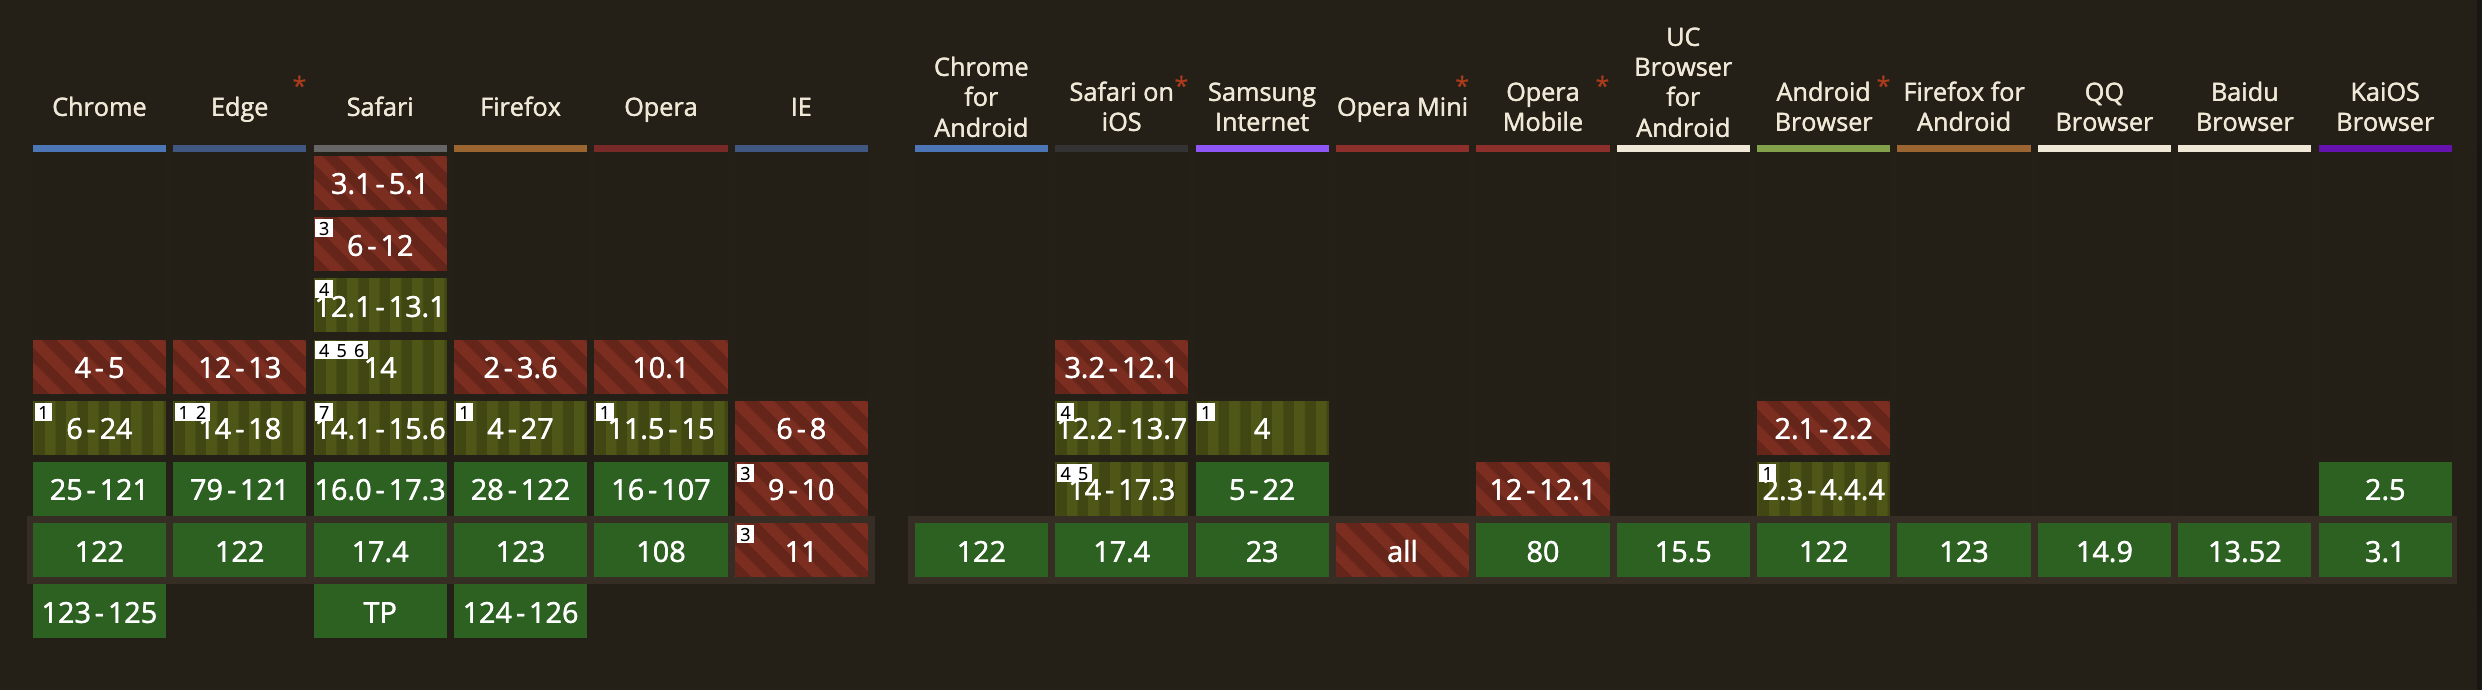 Chrome
Edge *
Safari
Firefox
Opera
IE
Chrome
for
Android
Safari on *
iOS
Samsung
Internet
Opera Mini *
Opera *
Mobile
UC
Browser
for
Android
Android *
Browser
Firefox for
Android
QQ
Browser
Baidu
Browser
KaiOS
Browser
3.1-5.1
3 6-12
4 12.1-13.1
4-5 12-13 4 5 6 14 2-3.6 10.1 3.2-12.1
1 6-24 1 2 14-18 7 14.1-15.6 1 4-27 1 11.5-15 6-8 4 12.2-13.7 1 4 2.1-2.2
25-121 79-121 16.0-17.3 28-122 16-107 3 9-10 4 5 14-17.3 5-22 12-12.1 1 2.3-4.4.4 2.5
122 122 17.4 123 108 3 11 122 17.4 23 all 80 15.5 122 123 14.9 13.52 3.1
123-125 TP 124-126